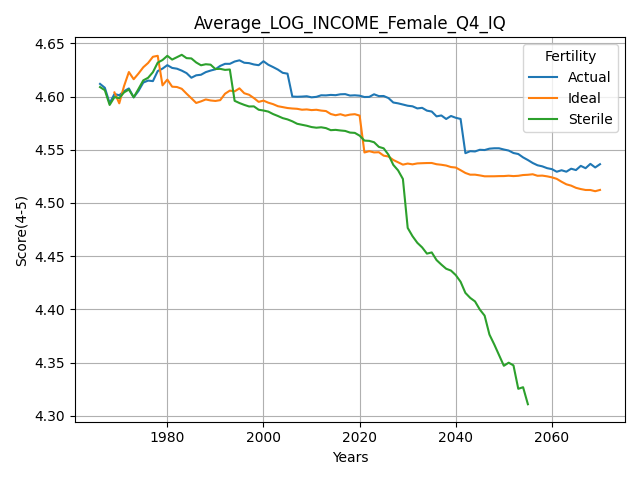 Average_LOG_INCOME_Female_Q4_IQ
Score(4-5)
4.65
4.60
4.55
4.50
4.45
4.40
4.35
4.30
Fertility
Actual
Ideal
Sterile
1980
2000
2020
2040
2060
Years